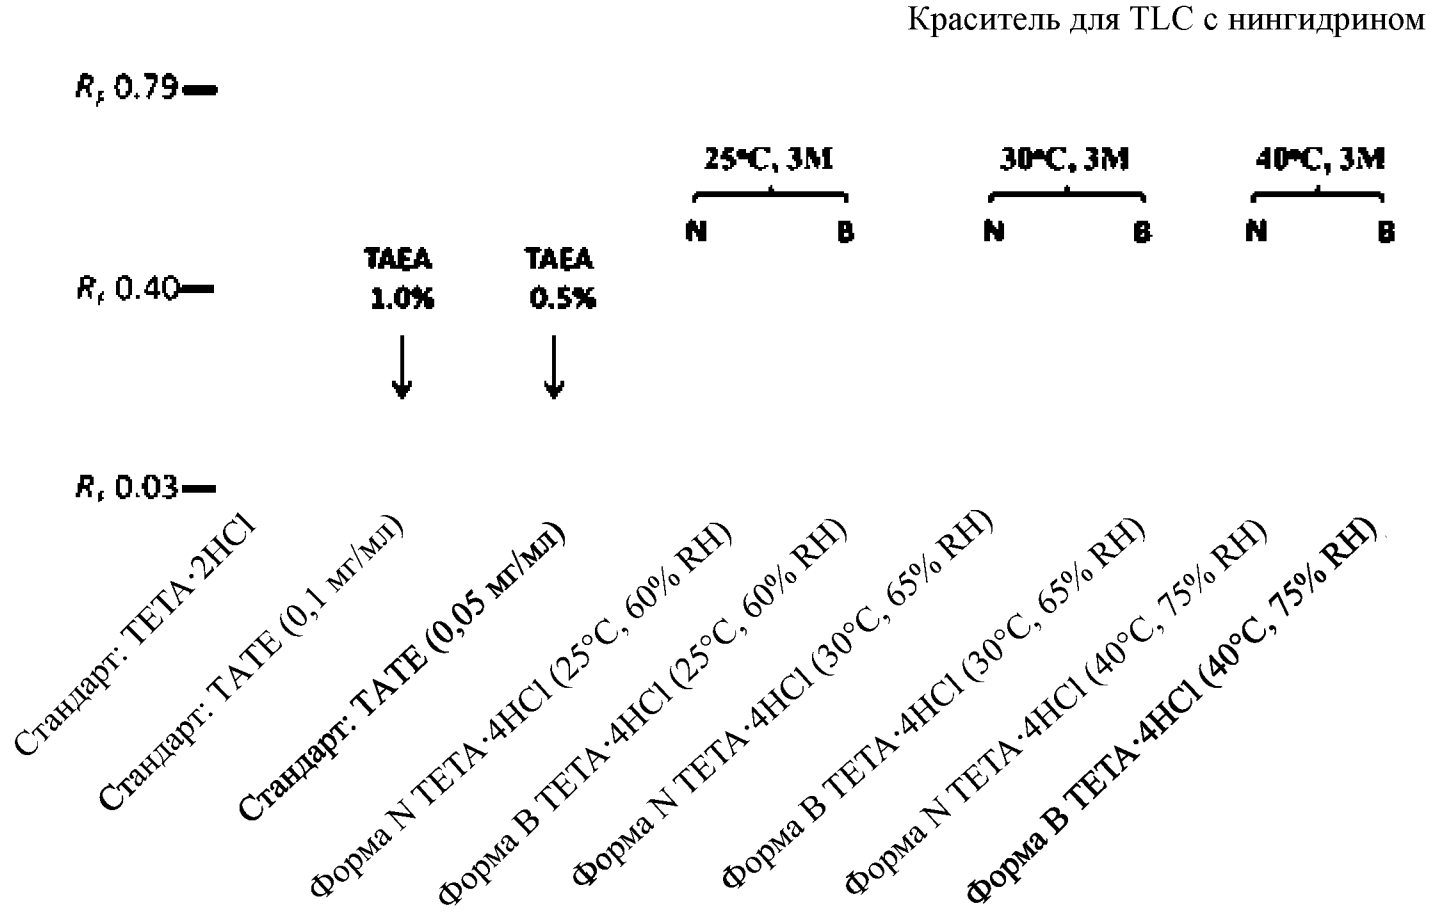 Краситель для TLC с нингидрином
Rf 0.79
25°C, 3M
30°C, 3M
40°C, 3M
N
B
N
B
N
B
TAEA
1.0%
TAEA
0.5%
Rf 0.40
Rf 0.03
Стандарт: TETA·2HCl
Стандарт: TATE (0,1 мг/мл)
Стандарт: TATE (0,05 мг/мл)
Форма N TETA·4HCl (25°C, 60% RH)
Форма B TETA·4HCl (25°C, 60% RH)
Форма N TETA·4HCl (30°C, 65% RH)
Форма B TETA·4HCl (30°C, 65% RH)
Форма N TETA·4HCl (40°C, 75% RH)
Форма B TETA·4HCl (40°C, 75% RH)